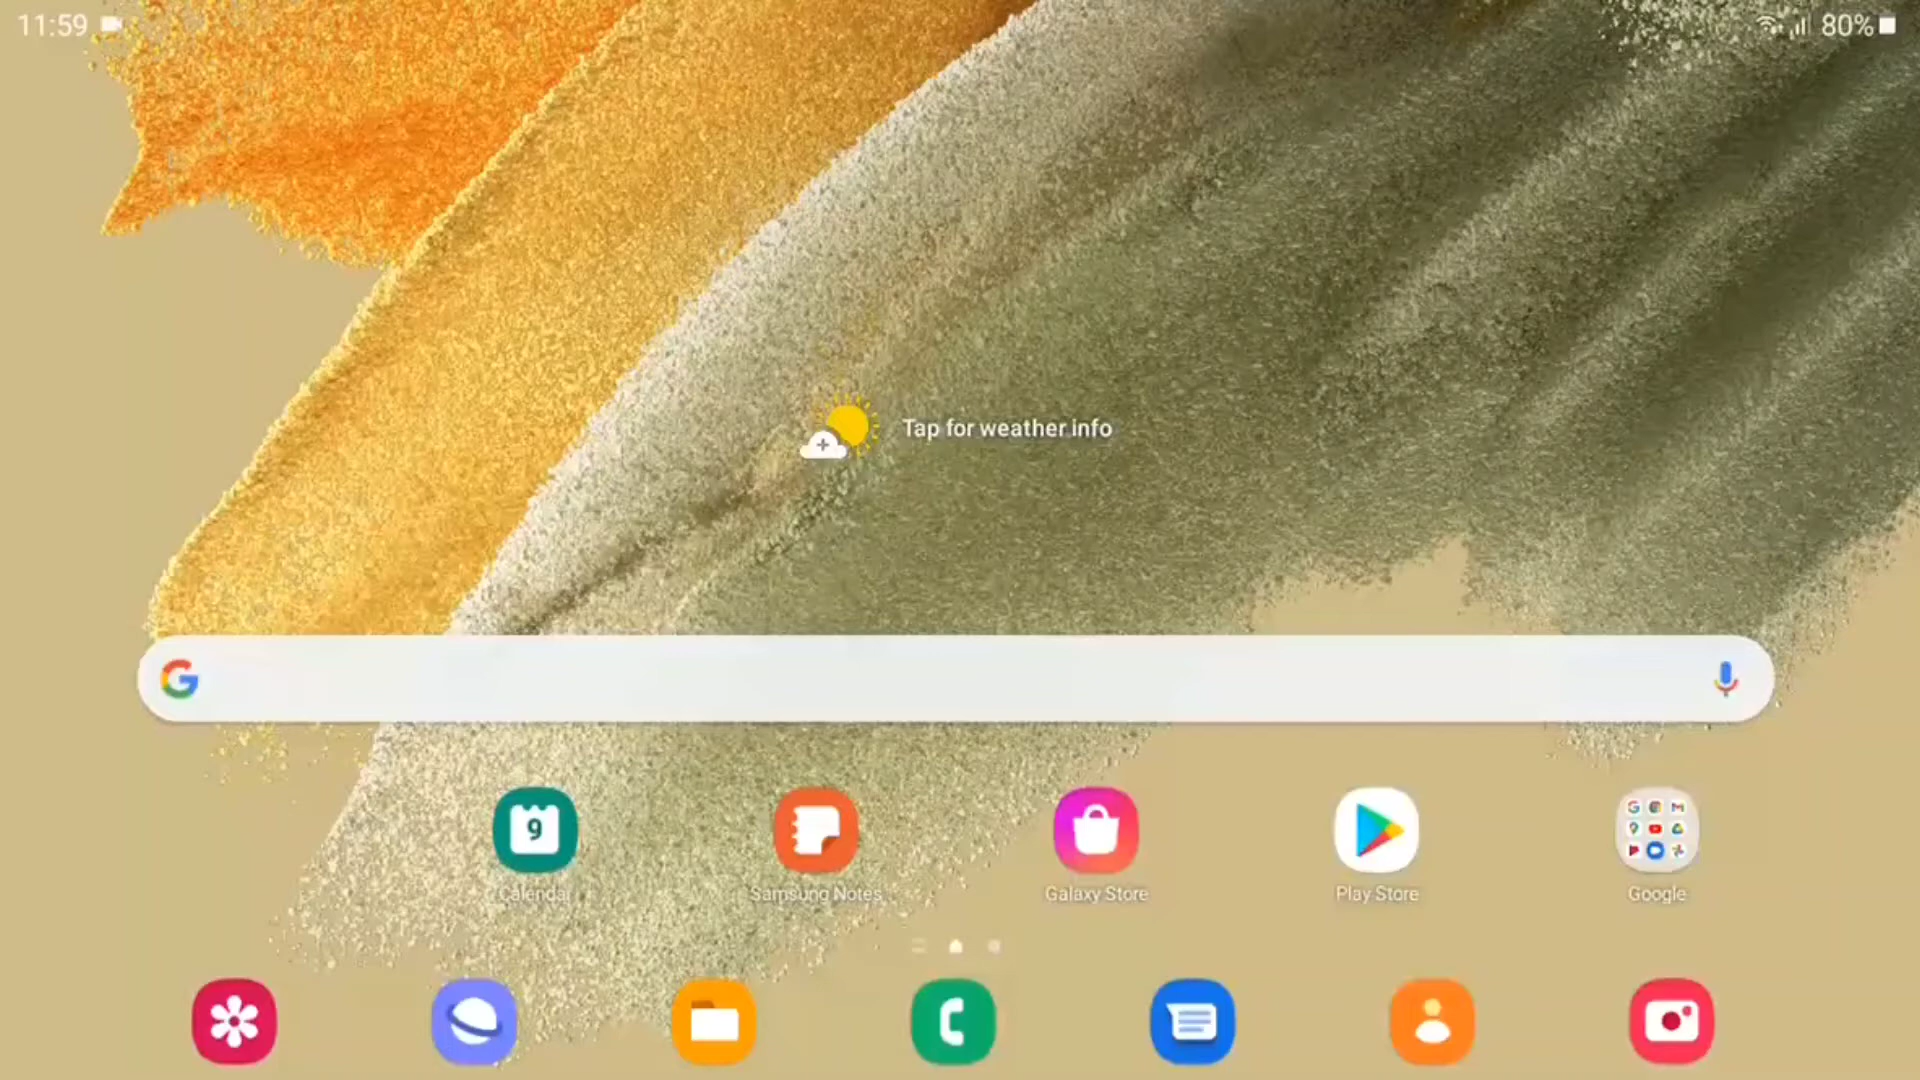 11:59
80%
Tap for weather info
9
Calendar
Samsung Notes
Galaxy Store
Play Store
Google